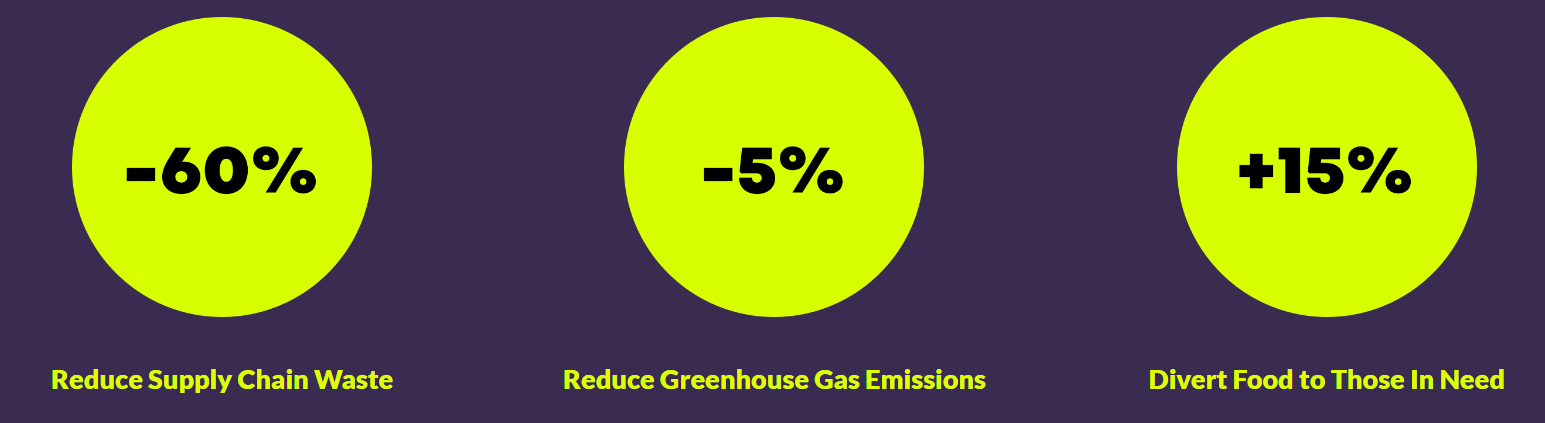 -60%
-5%
+15%
Reduce Supply Chain Waste
Reduce Greenhouse Gas Emissions
Divert Food to Those In Need